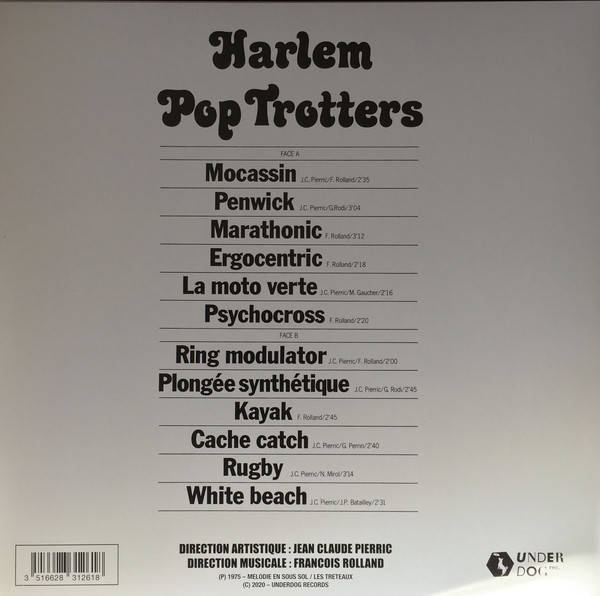 Harlem
Pop Trotters
FACE A
Mocassin J.C. Pierric/F. Rolland/2'35
Penwick J.C. Pierric/G.Rodi/3'04
Marathonic F. Rolland/3'12
Ergocentric F. Rolland/2'18
La moto verte J.C. Pierric/M. Gaucher/2'16
Psychocross F. Rolland/2'20
FACE B
Ring modulator J.C. Pierric/F. Rolland/2'00
Plongée synthétique J.C. Pierric/G. Rodi/2'45
Kayak F. Rolland/2'45
Cache catch J.C. Pierric/G. Perno/2'40
Rugby J.C. Pierric/N. Mirol/3'14
White beach J.C. Pierric/J.P. Batailley/2'31
DIRECTION ARTISTIQUE : JEAN CLAUDE PIERRIC
DIRECTION MUSICALE : FRANCOIS ROLLAND
(P) 1975 – MELODIE EN SOUS SOL / LES TRETEAUX
(C) 2020 – UNDERDOG RECORDS
3 516628 312618
UNDER
DOG